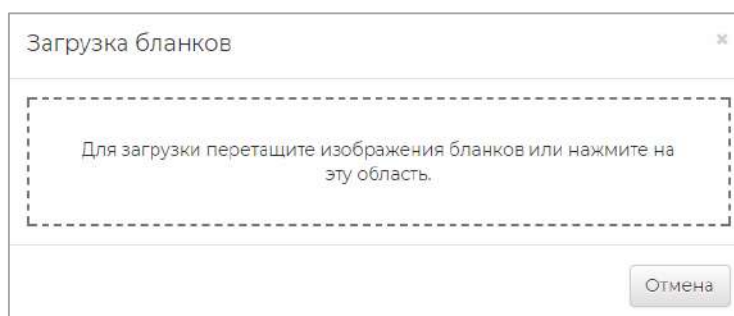 Загрузка бланков
Для загрузки перетащите изображения бланков или нажмите на
эту область.
Отмена